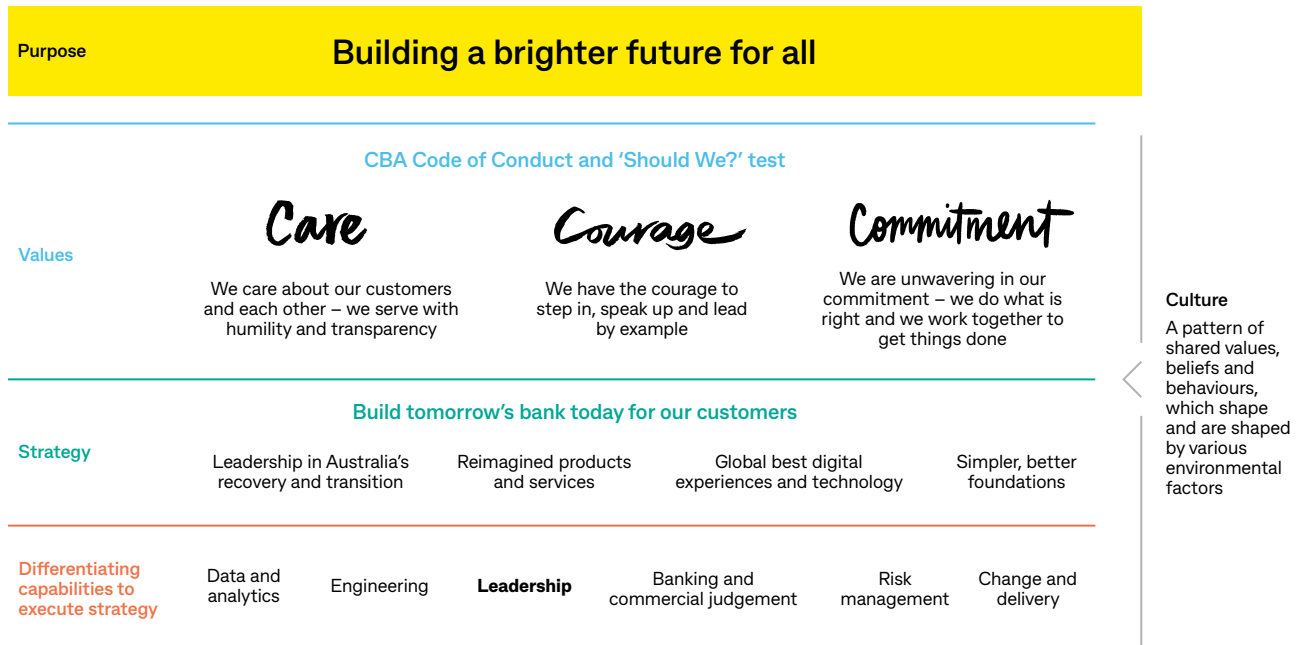 Purpose
Building a brighter future for all
CBA Code of Conduct and ‘Should We?’ test
Values
Care
We care about our customers
and each other – we serve with
humility and transparency
Courage
We have the courage to
step in, speak up and lead
by example
Commitment
We are unwavering in our
commitment – we do what is
right and we work together to
get things done
Strategy
Build tomorrow’s bank today for our customers
Leadership in Australia’s
recovery and transition
Reimagined products
and services
Global best digital
experiences and technology
Simpler, better
foundations
Differentiating
capabilities to
execute strategy
Data and
analytics
Engineering
Leadership
Banking and
commercial judgement
Risk
management
Change and
delivery
Culture
A pattern of
shared values,
beliefs and
behaviours,
which shape
and are shaped
by various
environmental
factors